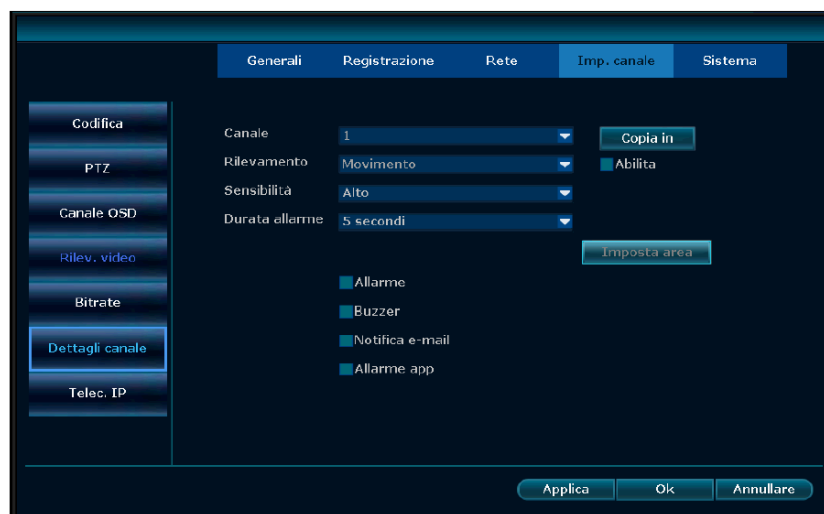 Generali Registrazione Rete Imp. canale Sistema
Codifica
PTZ
Canale OSD
Rilev. video
Bitrate
Dettagli canale
Telec. IP
Canale 1 Copia in
Rilevamento Movimento Abilita
Sensibilità Alto
Durata allarme 5 secondi
Imposta area
Allarme
Buzzer
Notifica e-mail
Allarme app
Applica Ok Annullare